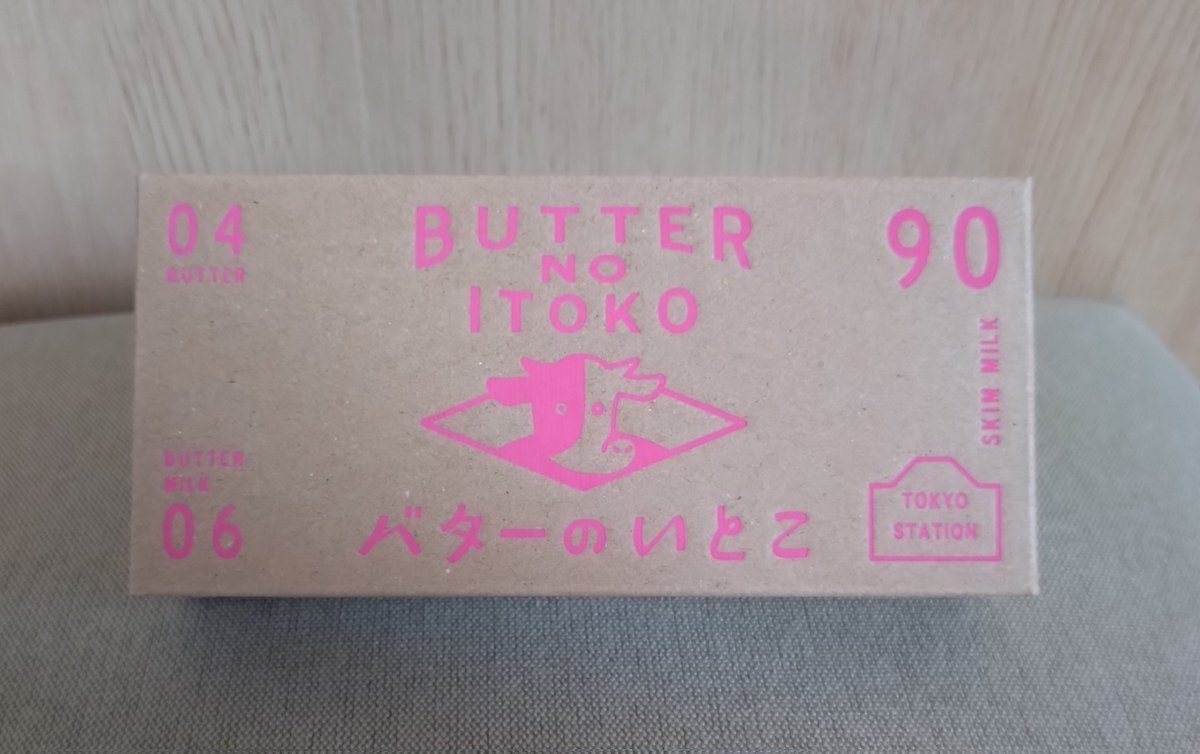 04
BUTTER
BUTTER
NO
ITOKO
90
SKIM MILK
BUTTER
MILK
06
バターのいとこ
TOKYO
STATION